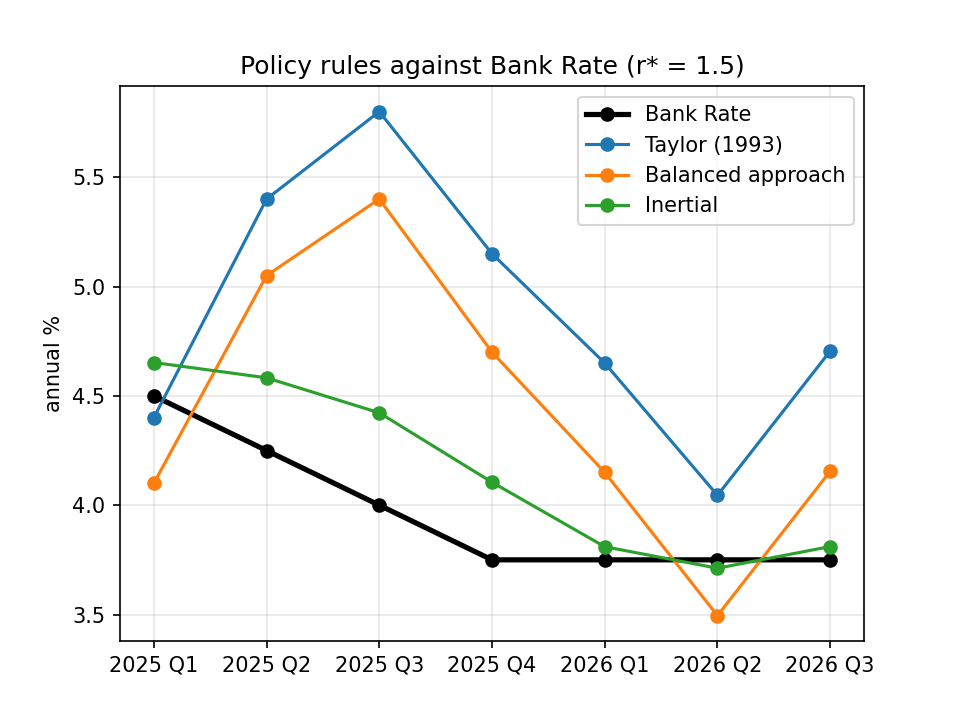 Policy rules against Bank Rate (r* = 1.5)
Bank Rate
Taylor (1993)
Balanced approach
Inertial
annual %
5.5
5.0
4.5
4.0
3.5
2025 Q1 2025 Q2 2025 Q3 2025 Q4 2026 Q1 2026 Q2 2026 Q3